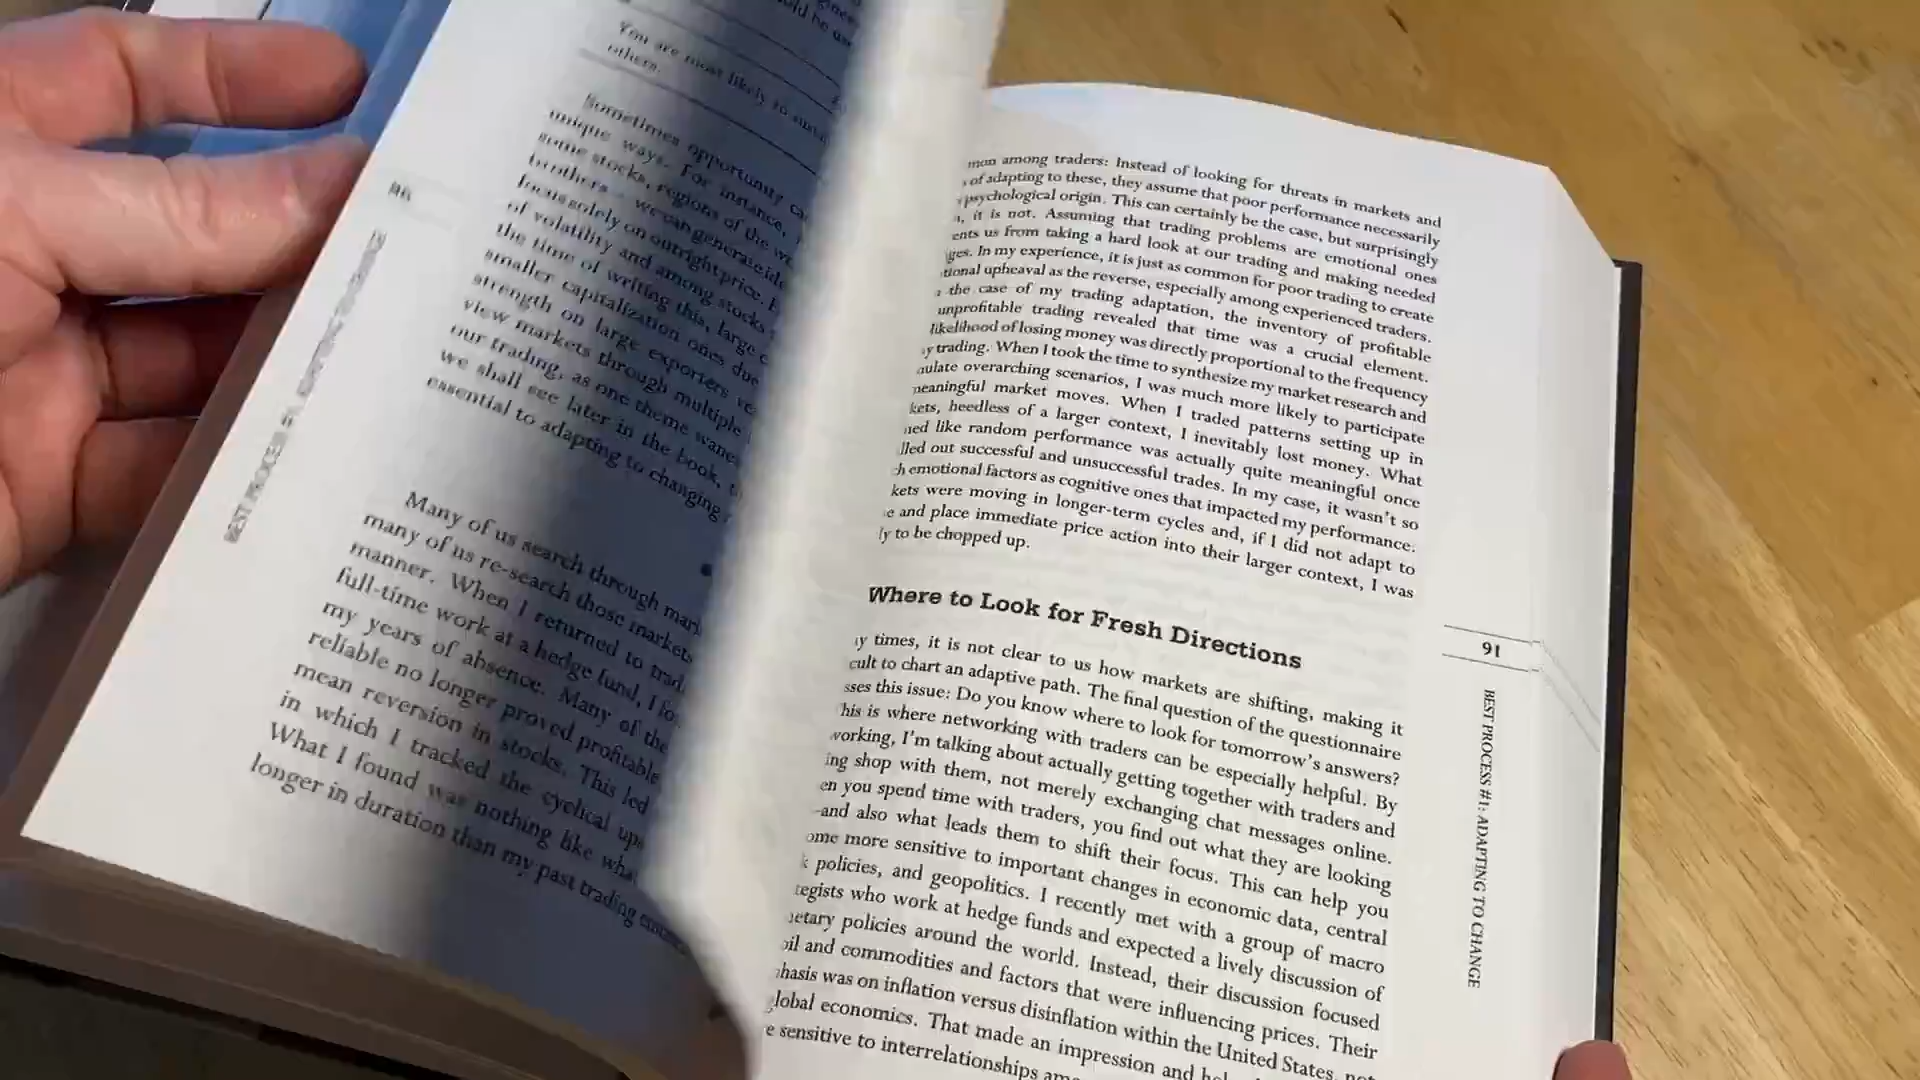 You are most likely to
others.
Sometimes opportunity
unique ways. For instance,
some stocks, regions of the
brothers - we can generate
focus solely on outright price.
of volatility and among stocks
the time of writing this, large
smaller capitalization ones due
strength on large exporters
view markets through multiple
our trading, as one theme wanes
we shall see later in the book,
essential to adapting to changing
Many of us search through
many of us re-search those markets
manner. When I returned to
full-time work at a hedge fund, I
my years of absence. Many of the
reliable no longer proved profitable
mean reversion in stocks. This led
in which I tracked the cyclical
What I found was nothing like
longer in duration than my past trading
mon among traders: Instead of looking for threats in markets and
of adapting to these, they assume that poor performance necessarily
psychological origin. This can certainly be the case, but surprisingly
it is not. Assuming that trading problems are emotional ones
ents us from taking a hard look at our trading and making needed
ges. In my experience, it is just as common for poor trading to create
tional upheaval as the reverse, especially among experienced traders.
the case of my trading adaptation, the inventory of profitable
unprofitable trading revealed that time was a crucial element.
likelihood of losing money was directly proportional to the frequency
y trading. When I took the time to synthesize my market research and
ulate overarching scenarios, I was much more likely to participate
meaningful market moves. When I traded patterns setting up in
kets, heedless of a larger context, I inevitably lost money. What
ned like random performance was actually quite meaningful once
lled out successful and unsuccessful trades. In my case, it wasn't so
h emotional factors as cognitive ones that impacted my performance.
kets were moving in longer-term cycles and, if I did not adapt to
e and place immediate price action into their larger context, I was
ly to be chopped up.
Where to Look for Fresh Directions
y times, it is not clear to us how markets are shifting, making it
cult to chart an adaptive path. The final question of the questionnaire
sses this issue: Do you know where to look for tomorrow's answers?
his is where networking with traders can be especially helpful. By
working, I'm talking about actually getting together with traders and
ing shop with them, not merely exchanging chat messages online.
en you spend time with traders, you find out what they are looking
and also what leads them to shift their focus. This can help you
ome more sensitive to important changes in economic data, central
k policies, and geopolitics. I recently met with a group of macro
tegists who work at hedge funds and expected a lively discussion of
netary policies around the world. Instead, their discussion focused
oil and commodities and factors that were influencing prices. Their
phasis was on inflation versus disinflation within the United States, not
global economics. That made an impression and
e sensitive to interrelationships
91
BEST PROCESS #1: ADAPTING TO CHANGE